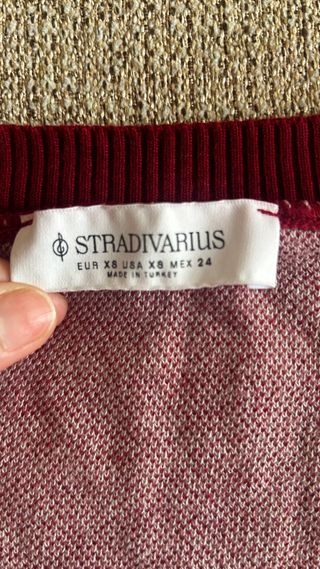 STRADIVARIUS
EUR XS USA XS MEX 24
MADE IN TURKEY